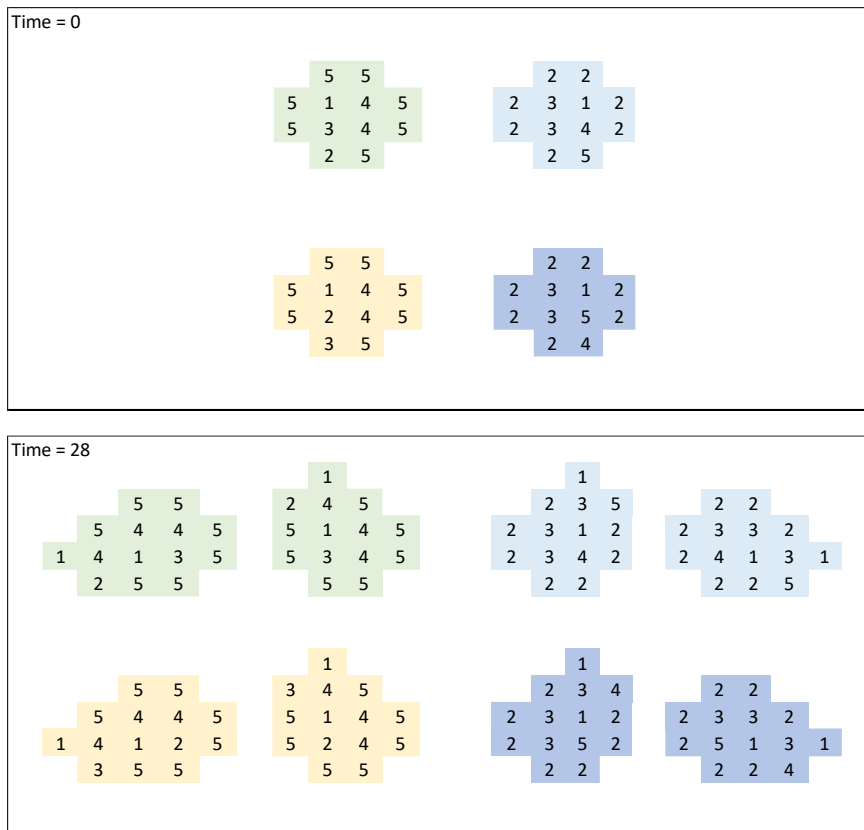 Time = 0
5 5 2 2
5 1 4 5 2 3 1 2
5 3 4 5 2 3 4 2
2 5 2 5
5 5 2 2
5 1 4 5 2 3 1 2
5 2 4 5 2 3 5 2
3 5 2 4
Time = 28
1 1
5 5 2 4 5 2 3 5 2 2
5 4 4 5 5 1 4 5 2 3 1 2 2 3 3 2
1 4 1 3 5 5 3 4 5 2 3 4 2 2 4 1 3 1
2 5 5 5 5 2 2 2 2 5
1 1
5 5 3 4 5 2 3 4 2 2
5 4 4 5 5 1 4 5 2 3 1 2 2 3 3 2
1 4 1 2 5 5 2 4 5 2 3 5 2 2 5 1 3 1
3 5 5 5 5 2 2 2 2 4